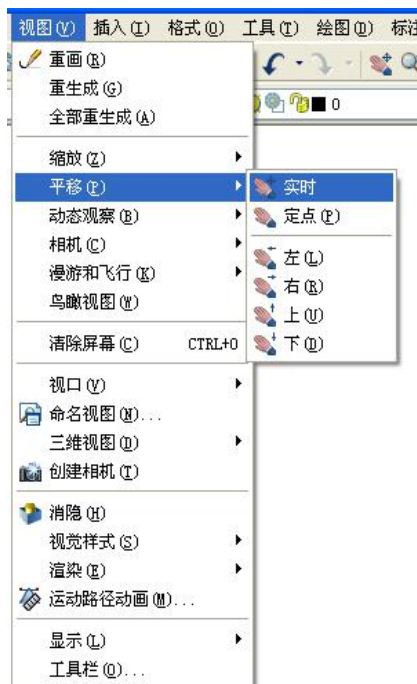 视图(V) 插入(I) 格式(O) 工具(T) 绘图(D) 标注
重画(R)
重生成(G)
0
全部重生成(A)
缩放(Z)
平移(P)
实时
动态观察(B)
定点(P)
相机(C)
左(L)
漫游和飞行(K)
右(R)
鸟瞰视图(W)
上(U)
清除屏幕(C) CTRL+0
下(D)
视口(V)
命名视图(N)...
三维视图(D)
创建相机(T)
消隐(H)
视觉样式(S)
渲染(E)
运动路径动画(M)...
显示(L)
工具栏(O)...